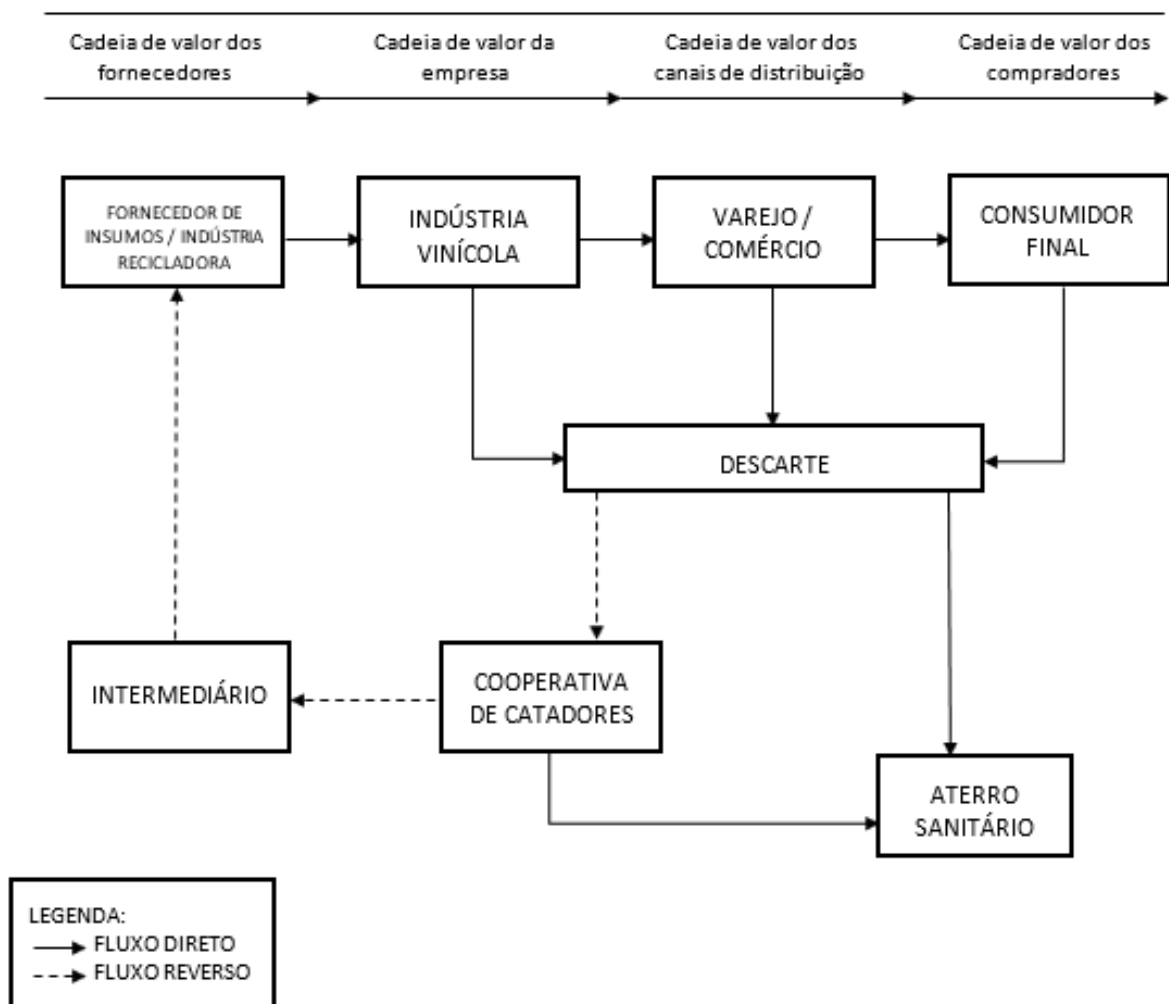 Cadeia de valor dos
fornecedores
Cadeia de valor da
empresa
Cadeia de valor dos
canais de distribuição
Cadeia de valor dos
compradores
FORNECEDOR DE
INSUMOS / INDÚSTRIA
RECICLADORA
INDÚSTRIA
VINÍCOLA
VAREJO /
COMÉRCIO
CONSUMIDOR
FINAL
DESCARTE
INTERMEDIÁRIO
COOPERATIVA
DE CATADORES
ATERRO
SANITÁRIO
LEGENDA:
FLUXO DIRETO
FLUXO REVERSO